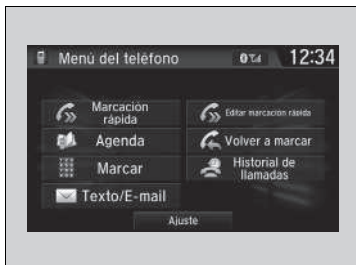 Menú del teléfono
12:34
Marcación
rápida
Editar marcación rápida
Agenda
Volver a marcar
Marcar
Historial de
llamadas
Texto/E-mail
Ajuste